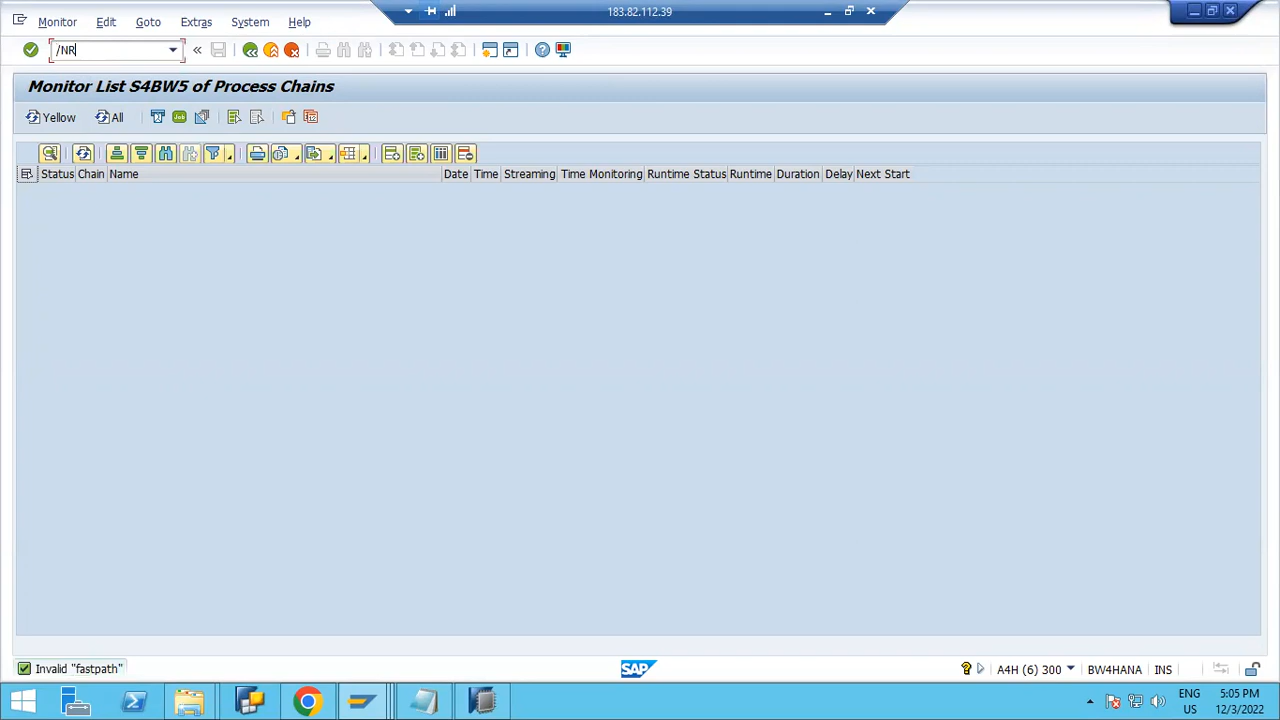 183.82.112.39
Monitor Edit Goto Extras System Help
/NR
Monitor List S4BW5 of Process Chains
Yellow All Job
Status Chain Name Date Time Streaming Time Monitoring Runtime Status Runtime Duration Delay Next Start
Invalid "fastpath" SAP A4H (6) 300 BW4HANA INS
ENG 5:05 PM
US 12/3/2022